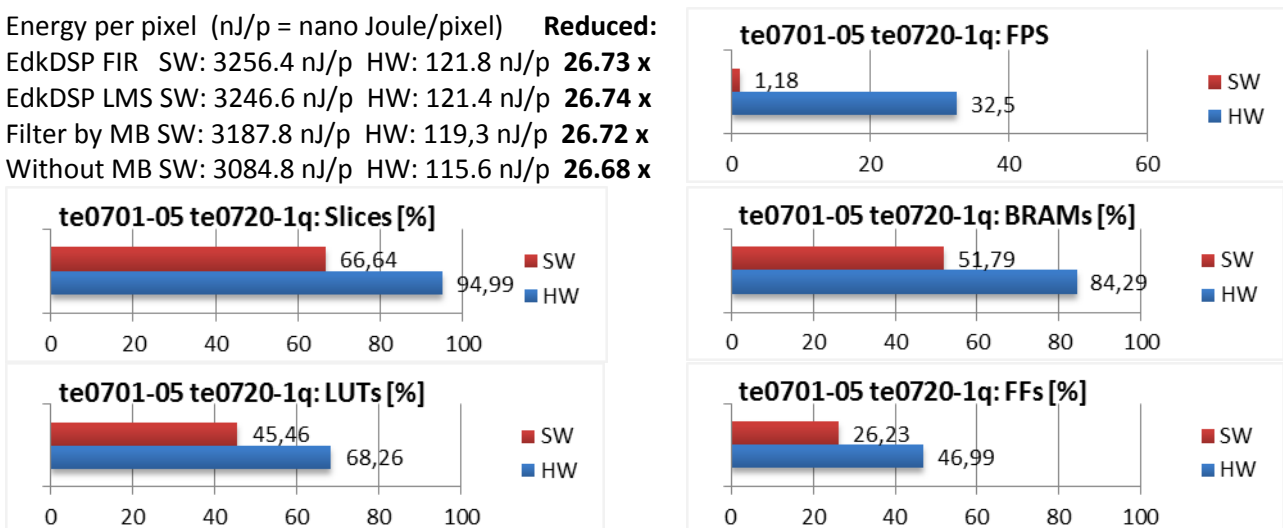 Energy per pixel (nJ/p = nano Joule/pixel) Reduced:
EdkDSP FIR SW: 3256.4 nJ/p HW: 121.8 nJ/p 26.73 x
EdkDSP LMS SW: 3246.6 nJ/p HW: 121.4 nJ/p 26.74 x
Filter by MB SW: 3187.8 nJ/p HW: 119,3 nJ/p 26.72 x
Without MB SW: 3084.8 nJ/p HW: 115.6 nJ/p 26.68 x
te0701-05 te0720-1q: FPS
1,18
32,5
SW
HW
0 20 40 60
te0701-05 te0720-1q: Slices [%]
66,64
94,99
SW
HW
0 20 40 60 80 100
te0701-05 te0720-1q: BRAMs [%]
51,79
84,29
SW
HW
0 20 40 60 80 100
te0701-05 te0720-1q: LUTs [%]
45,46
68,26
SW
HW
0 20 40 60 80 100
te0701-05 te0720-1q: FFs [%]
26,23
46,99
SW
HW
0 20 40 60 80 100